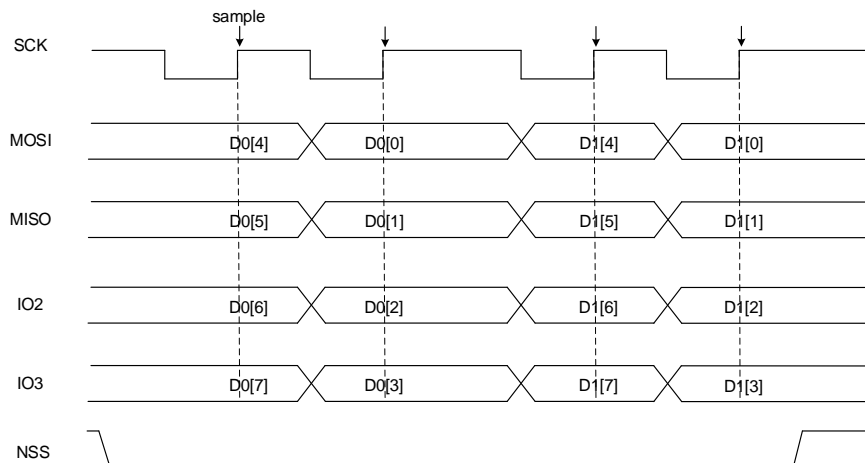 sample
SCK
MOSI D0[4] D0[0] D1[4] D1[0]
MISO D0[5] D0[1] D1[5] D1[1]
IO2 D0[6] D0[2] D1[6] D1[2]
IO3 D0[7] D0[3] D1[7] D1[3]
NSS